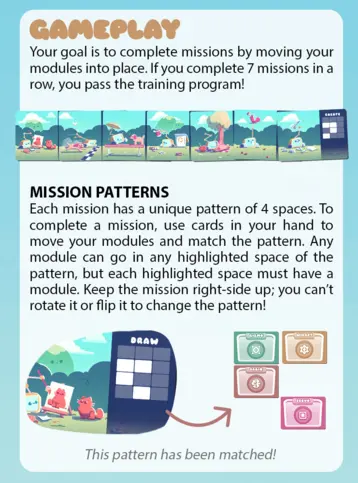 GAMEPLAY
Your goal is to complete missions by moving your
modules into place. If you complete 7 missions in a
row, you pass the training program!
MISSION PATTERNS
Each mission has a unique pattern of 4 spaces. To
complete a mission, use cards in your hand to
move your modules and match the pattern. Any
module can go in any highlighted space of the
pattern, but each highlighted space must have a
module. Keep the mission right-side up; you can't
rotate it or flip it to change the pattern!
DRAW
This pattern has been matched!